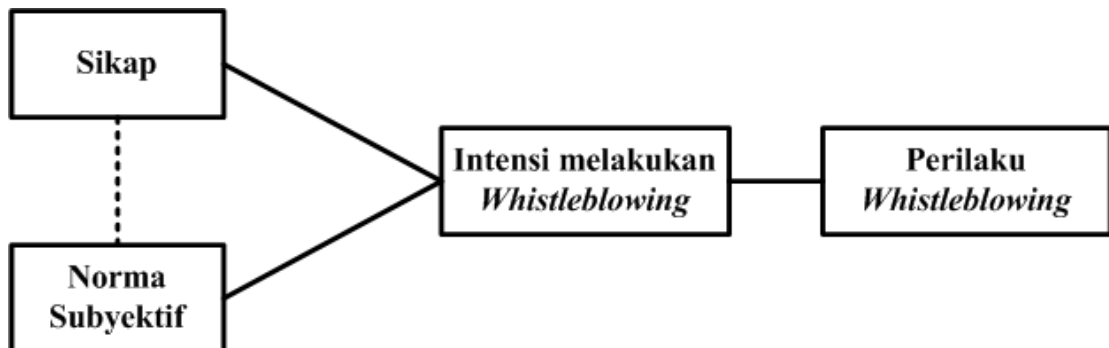 Sikap
Intensi melakukan
Whistleblowing
Perilaku
Whistleblowing
Norma
Subyektif